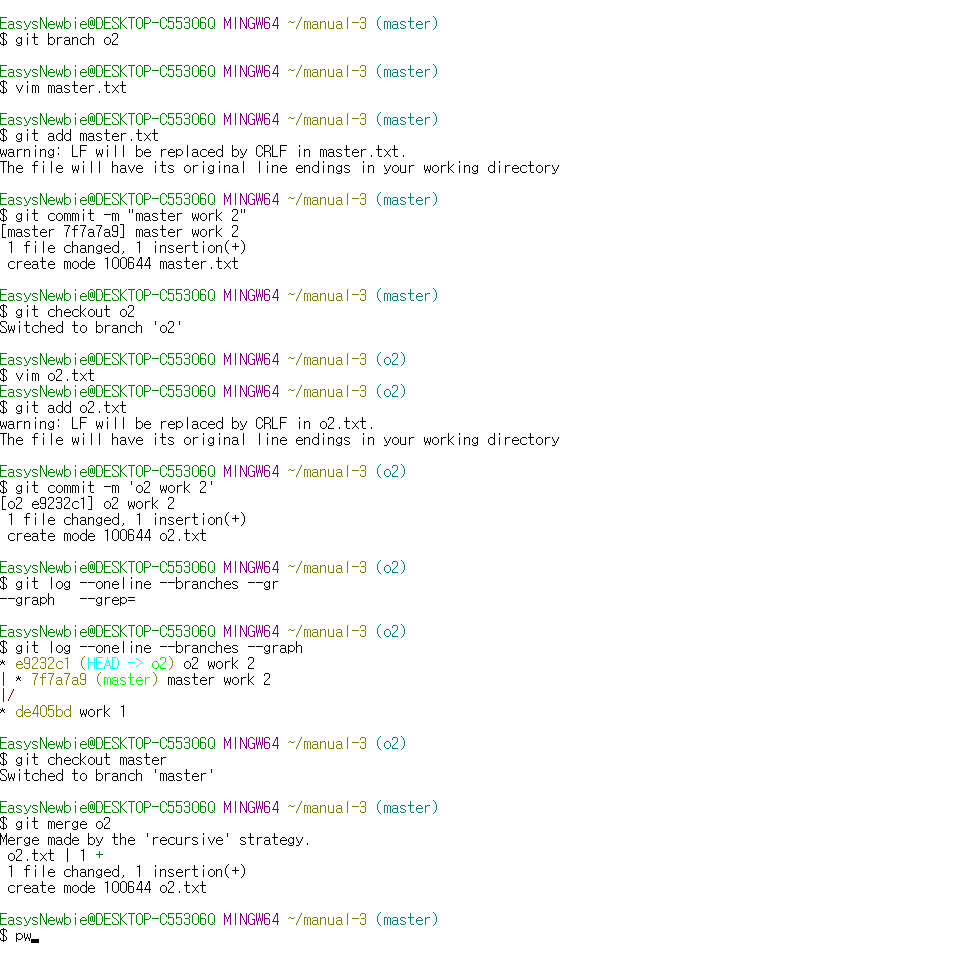 EasysNewbie@DESKTOP-C55306Q MINGW64 ~/manual-3 (master)
$ git branch o2
EasysNewbie@DESKTOP-C55306Q MINGW64 ~/manual-3 (master)
$ vim master.txt
EasysNewbie@DESKTOP-C55306Q MINGW64 ~/manual-3 (master)
$ git add master.txt
warning: LF will be replaced by CRLF in master.txt.
The file will have its original line endings in your working directory
EasysNewbie@DESKTOP-C55306Q MINGW64 ~/manual-3 (master)
$ git commit -m "master work 2"
[master 7f7a7a9] master work 2
 1 file changed, 1 insertion(+)
 create mode 100644 master.txt
EasysNewbie@DESKTOP-C55306Q MINGW64 ~/manual-3 (master)
$ git checkout o2
Switched to branch 'o2'
EasysNewbie@DESKTOP-C55306Q MINGW64 ~/manual-3 (o2)
$ vim o2.txt
EasysNewbie@DESKTOP-C55306Q MINGW64 ~/manual-3 (o2)
$ git add o2.txt
warning: LF will be replaced by CRLF in o2.txt.
The file will have its original line endings in your working directory
EasysNewbie@DESKTOP-C55306Q MINGW64 ~/manual-3 (o2)
$ git commit -m 'o2 work 2'
[o2 e9232c1] o2 work 2
 1 file changed, 1 insertion(+)
 create mode 100644 o2.txt
EasysNewbie@DESKTOP-C55306Q MINGW64 ~/manual-3 (o2)
$ git log --oneline --branches --gr
--graph   --grep=
EasysNewbie@DESKTOP-C55306Q MINGW64 ~/manual-3 (o2)
$ git log --oneline --branches --graph
* e9232c1 (HEAD -> o2) o2 work 2
| * 7f7a7a9 (master) master work 2
|/
* de405bd work 1
EasysNewbie@DESKTOP-C55306Q MINGW64 ~/manual-3 (o2)
$ git checkout master
Switched to branch 'master'
EasysNewbie@DESKTOP-C55306Q MINGW64 ~/manual-3 (master)
$ git merge o2
Merge made by the 'recursive' strategy.
 o2.txt | 1 +
 1 file changed, 1 insertion(+)
 create mode 100644 o2.txt
EasysNewbie@DESKTOP-C55306Q MINGW64 ~/manual-3 (master)
$ pw